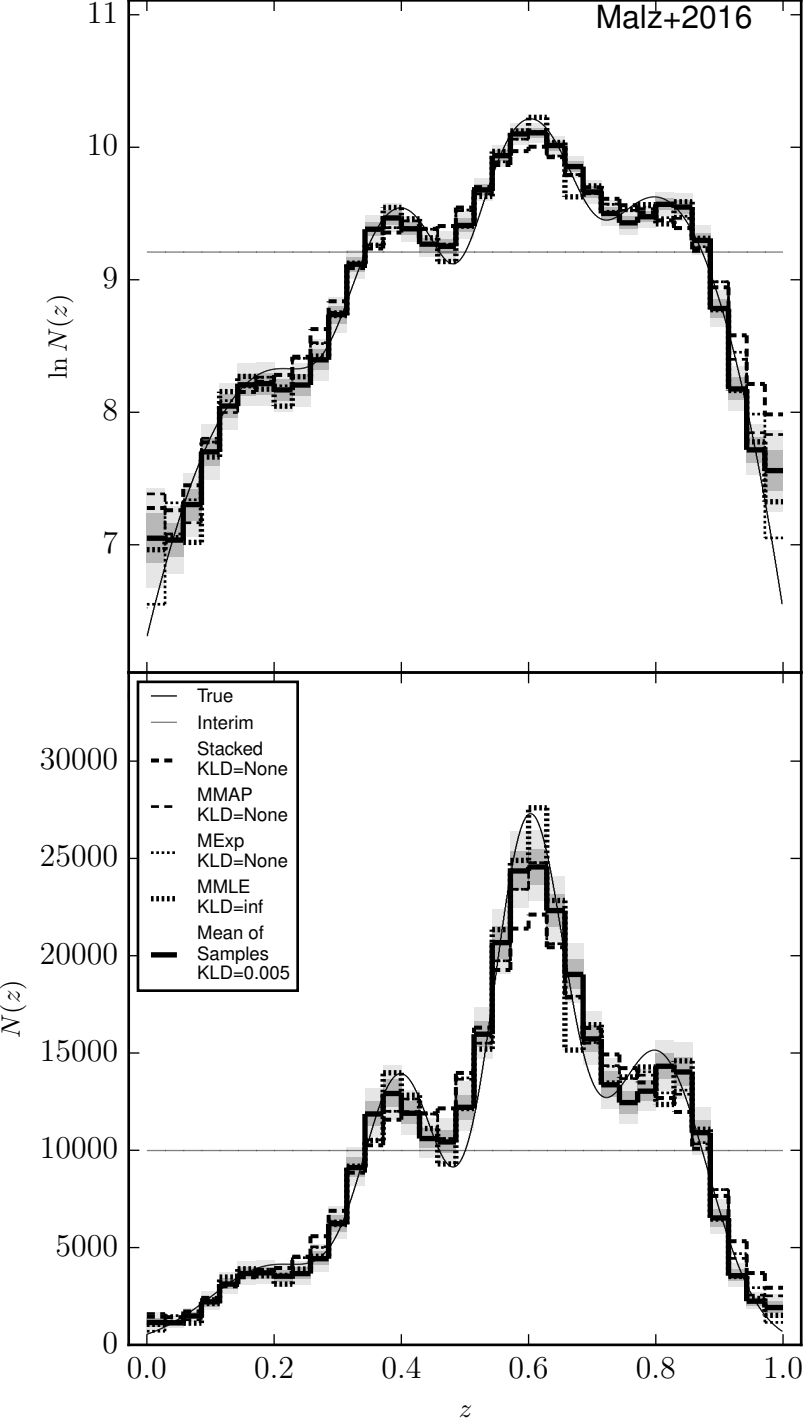 Malz+2016
11
10
9
8
7
ln N(z)
True
Interim
Stacked
KLD=None
MMAP
KLD=None
MExp
KLD=None
MMLE
KLD=inf
Mean of
Samples
KLD=0.005
30000
25000
20000
15000
10000
5000
0
N(z)
0.0 0.2 0.4 0.6 0.8 1.0
z